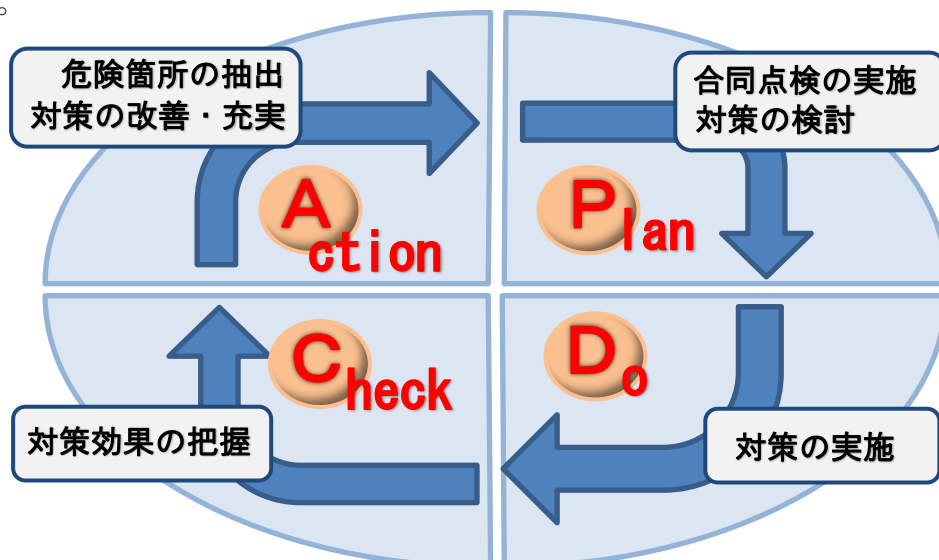 。
危険箇所の抽出
対策の改善・充実
合同点検の実施
対策の検討
Action
Plan
Check
Do
対策効果の把握
対策の実施